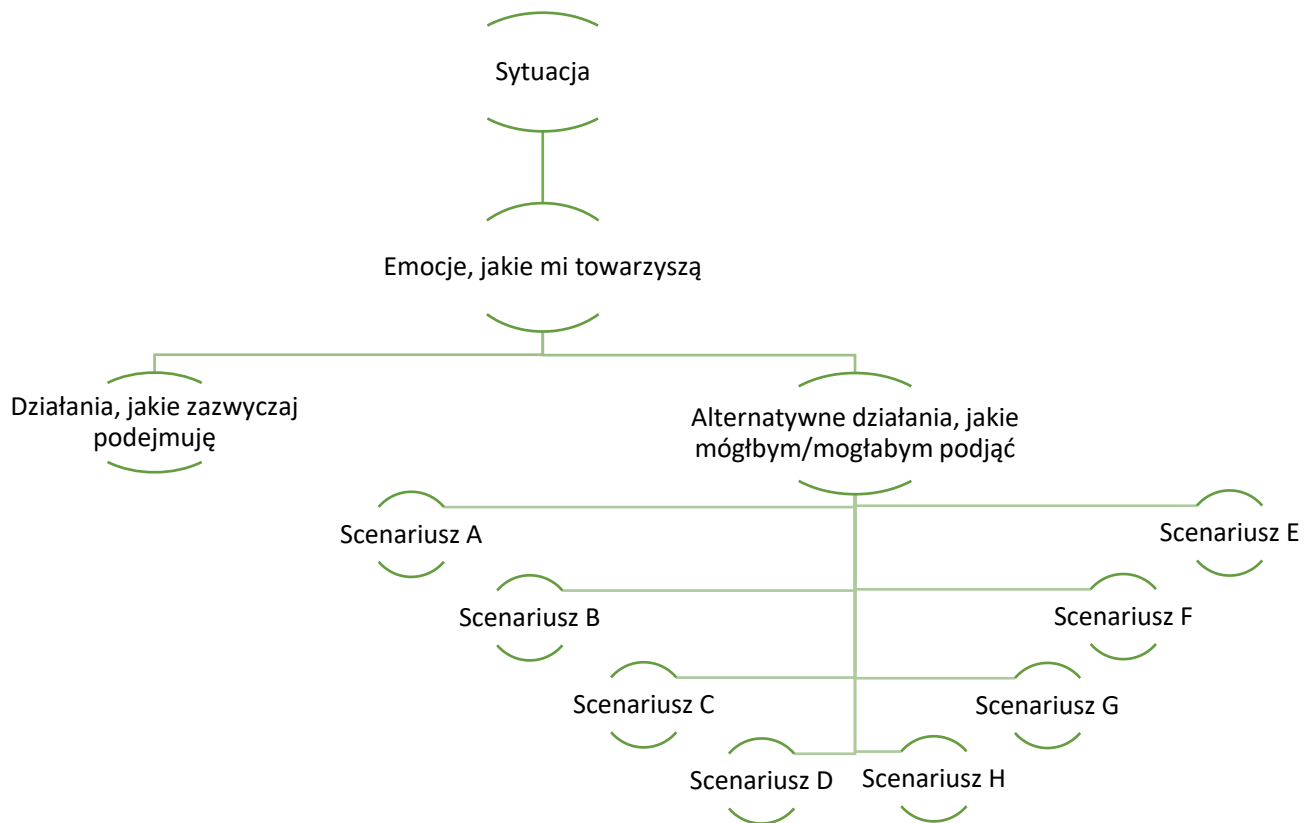 Sytuacja
Emocje, jakie mi towarzyszą
Działania, jakie zazwyczaj
podejmuję
Alternatywne działania, jakie
mógłbym/mogłabym podjąć
Scenariusz A
Scenariusz E
Scenariusz B
Scenariusz F
Scenariusz C
Scenariusz G
Scenariusz D
Scenariusz H